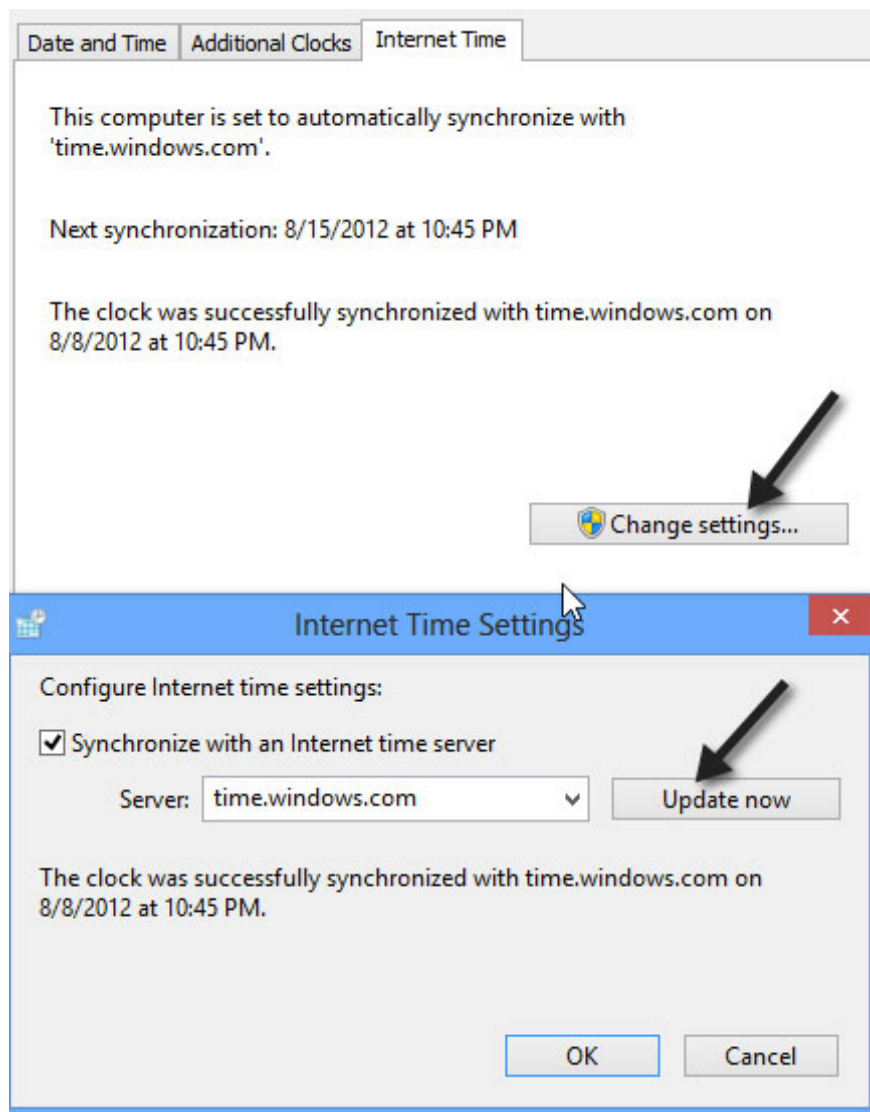 Date and Time
Additional Clocks
Internet Time
This computer is set to automatically synchronize with
'time.windows.com'.
Next synchronization: 8/15/2012 at 10:45 PM
The clock was successfully synchronized with time.windows.com on
8/8/2012 at 10:45 PM.
Change settings...
Internet Time Settings
Configure Internet time settings:
Synchronize with an Internet time server
Server: time.windows.com
Update now
The clock was successfully synchronized with time.windows.com on
8/8/2012 at 10:45 PM.
OK
Cancel